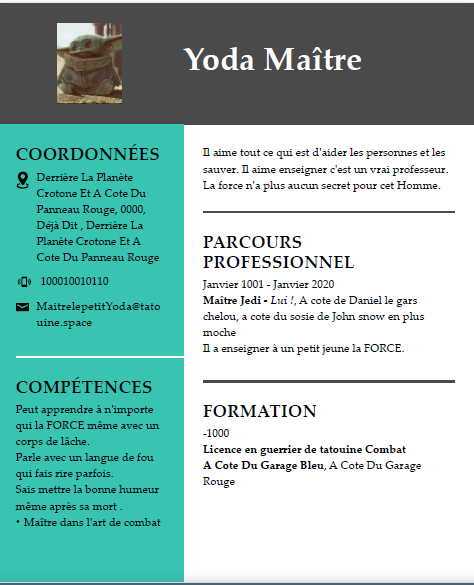 Yoda Maître
COORDONNÉES
Derrière La Planète
Crotone Et A Cote Du
Panneau Rouge, 0000,
Déjà Dit , Derrière La
Planète Crotone Et A
Cote Du Panneau Rouge
100010010110
MaitrelepetitYoda@tato
uine.space
COMPÉTENCES
Peut apprendre à n'importe
qui la FORCE même avec un
corps de lâche.
Parle avec un langue de fou
qui fais rire parfois.
Sais mettre la bonne humeur
même après sa mort .
• Maître dans l'art de combat
Il aime tout ce qui est d'aider les personnes et les
sauver. Il aime enseigner c'est un vrai professeur.
La force n'a plus aucun secret pour cet Homme.
PARCOURS
PROFESSIONNEL
Janvier 1001 - Janvier 2020
Maître Jedi - Lui !, A cote de Daniel le gars
chelou, a cote du sosie de John snow en plus
moche
Il a enseigner à un petit jeune la FORCE.
FORMATION
-1000
Licence en guerrier de tatouine Combat
A Cote Du Garage Bleu, A Cote Du Garage
Rouge